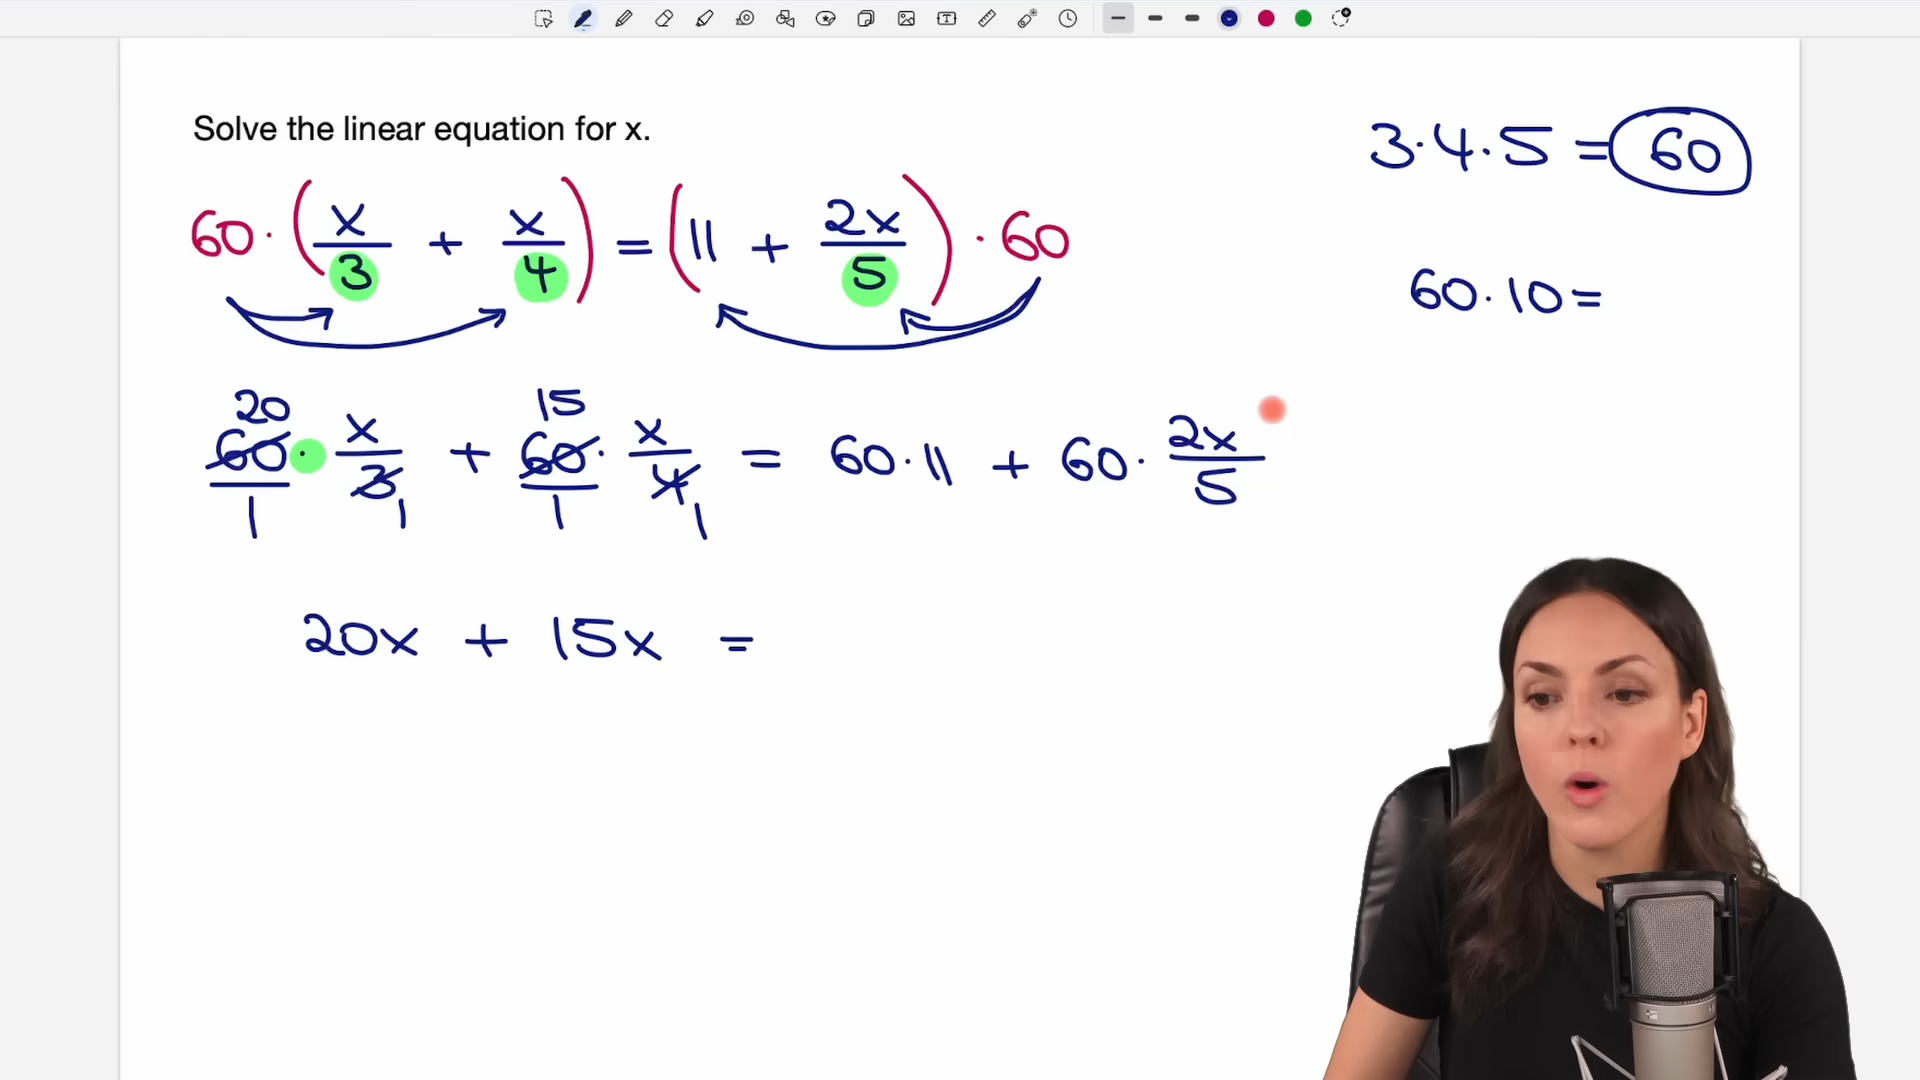 Solve the linear equation for x.
3·4·5 = 60
60·(x/3 + x/4) = (11 + 2x/5)·60
60·10=
20 15
60/1·x/3 + 60/1·x/4 = 60·11 + 60·2x/5
1 1
20x + 15x =